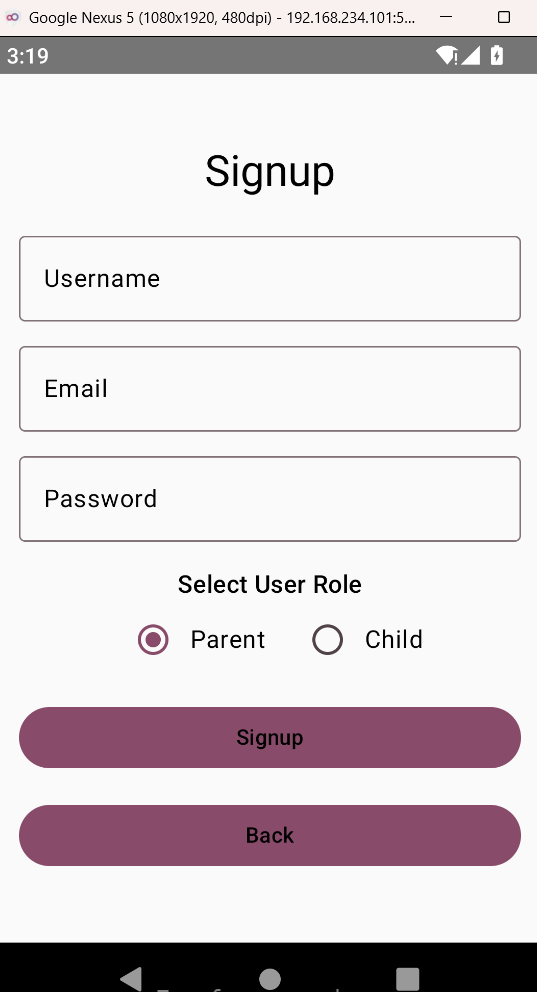 Google Nexus 5 (1080x1920, 480dpi) - 192.168.234.101:5...
3:19
Signup
Username
Email
Password
Select User Role
Parent Child
Signup
Back